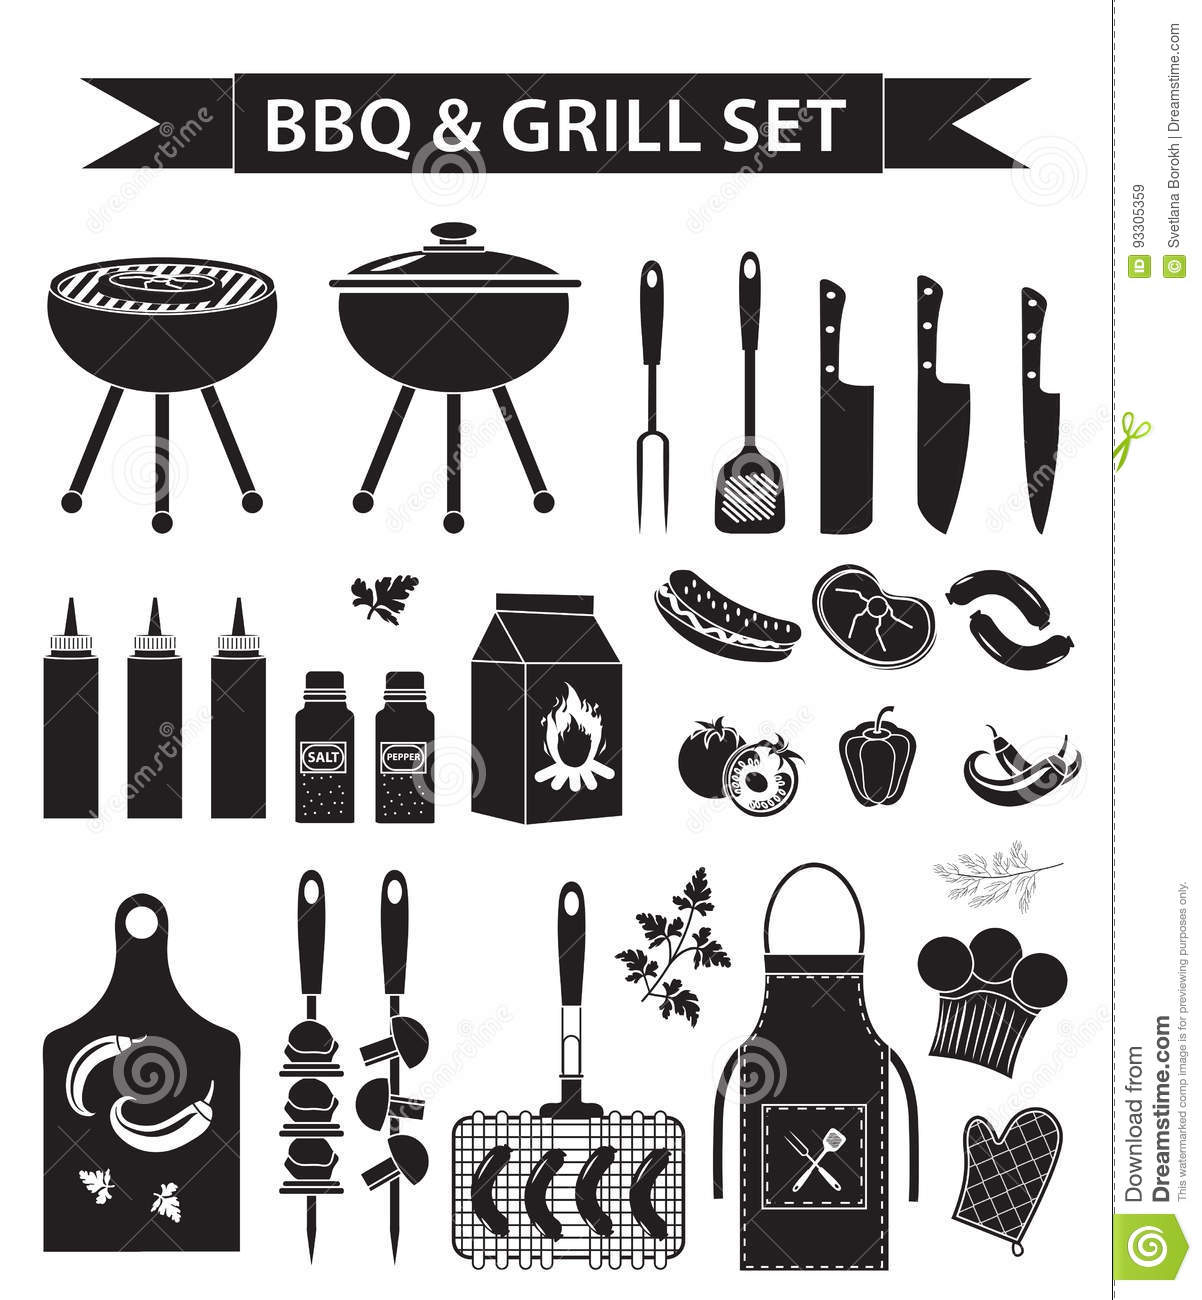 BBQ & GRILL SET
SALT
PEPPER
ID 93305359
© Svetlana Borokh | Dreamstime.com
Download from
Dreamstime.com
This watermarked comp image is for previewing purposes only.
dreamstime